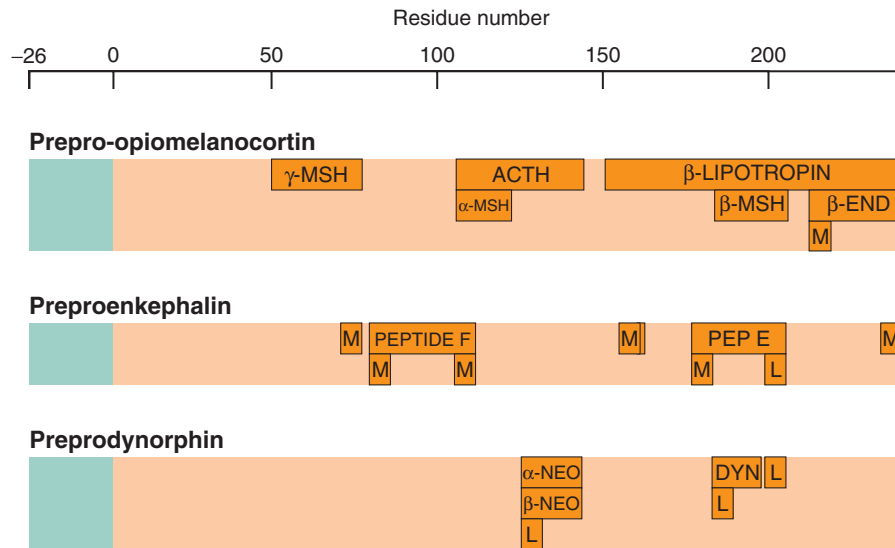 Residue number
–26 0 50 100 150 200
Prepro-opiomelanocortin
γ-MSH ACTH β-LIPOTROPIN
α-MSH β-MSH β-END
M
Preproenkephalin
M PEPTIDE F M PEP E M
M M M L
Preprodynorphin
α-NEO DYN L
β-NEO L
L